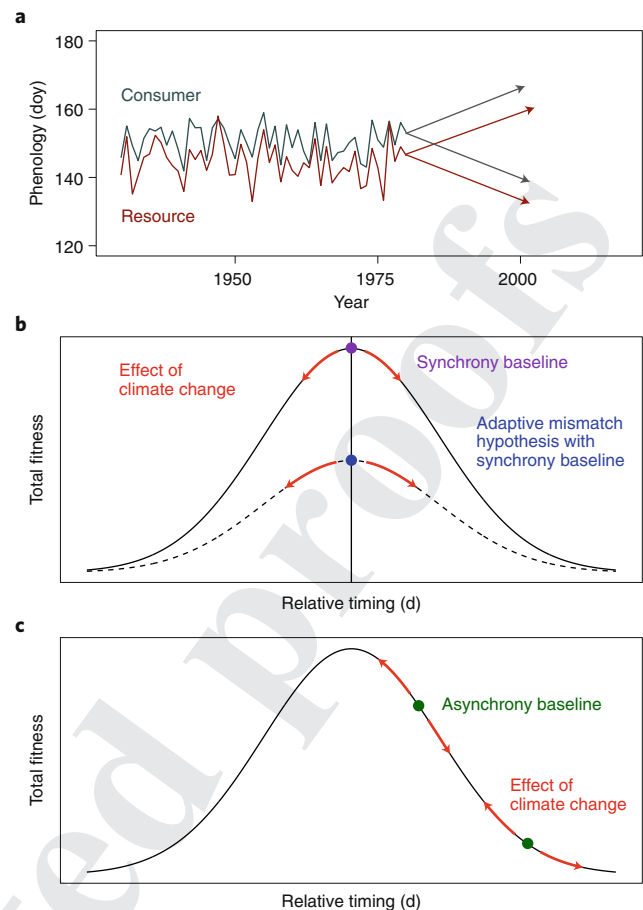 a
180
160
140
120
Phenology (doy)
Consumer
Resource
1950
1975
2000
Year
b
Effect of
climate change
Synchrony baseline
Adaptive mismatch
hypothesis with
synchrony baseline
Total fitness
Relative timing (d)
c
Asynchrony baseline
Effect of
climate change
Total fitness
Relative timing (d)
ted proofs